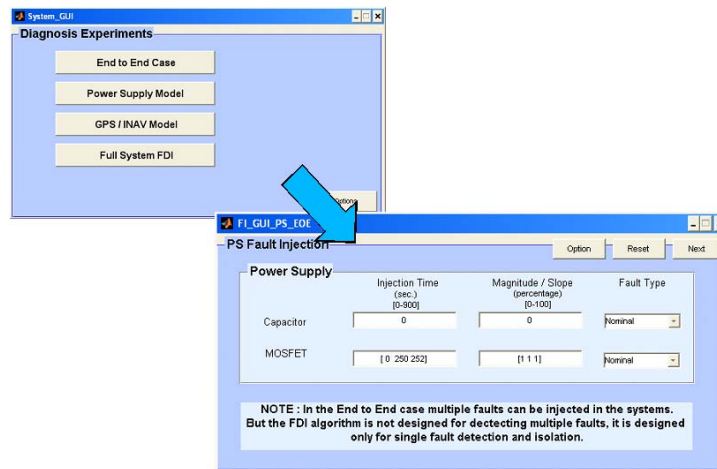 System_GUI
Diagnosis Experiments
End to End Case
Power Supply Model
GPS / INAV Model
Full System FDI
Options
FI_GUI_PS_EOE
PS Fault Injection
Option Reset Next
Power Supply
Injection Time Magnitude / Slope Fault Type
(sec.) (percentage)
[0-900] [0-100]
Capacitor 0 0 Nominal
MOSFET [ 0 250 252] [1 1 1] Nominal
NOTE : In the End to End case multiple faults can be injected in the systems.
But the FDI algorithm is not designed for dectecting multiple faults, it is designed
only for single fault detection and isolation.